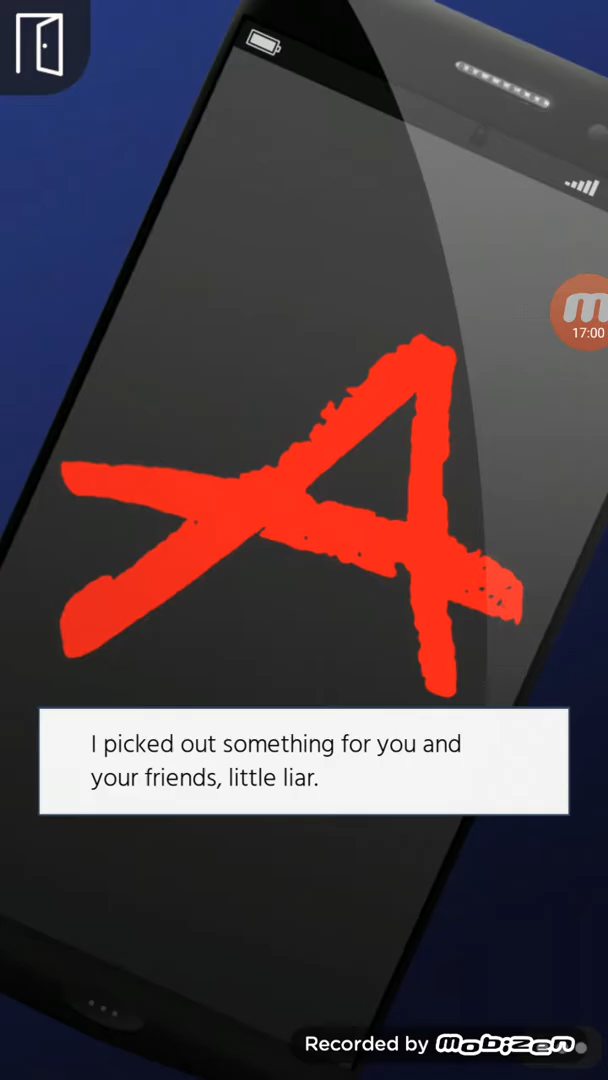 m
17:00
A
I picked out something for you and
your friends, little liar.
Recorded by mobizen